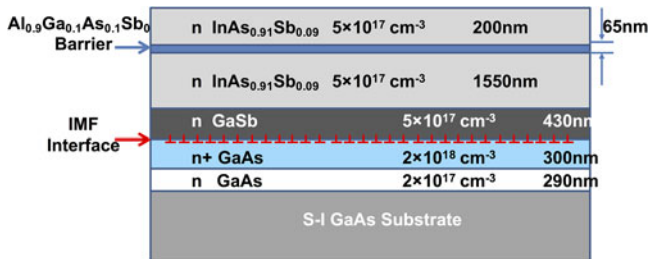 Al₀.₉Ga₀.₁As₀.₁Sb₀
Barrier
n InAs₀.₉₁Sb₀.₀₉ 5×10¹⁷ cm⁻³ 200nm
65nm
n InAs₀.₉₁Sb₀.₀₉ 5×10¹⁷ cm⁻³ 1550nm
n GaSb 5×10¹⁷ cm⁻³ 430nm
IMF
Interface
n+ GaAs 2×10¹⁸ cm⁻³ 300nm
n GaAs 2×10¹⁷ cm⁻³ 290nm
S-I GaAs Substrate